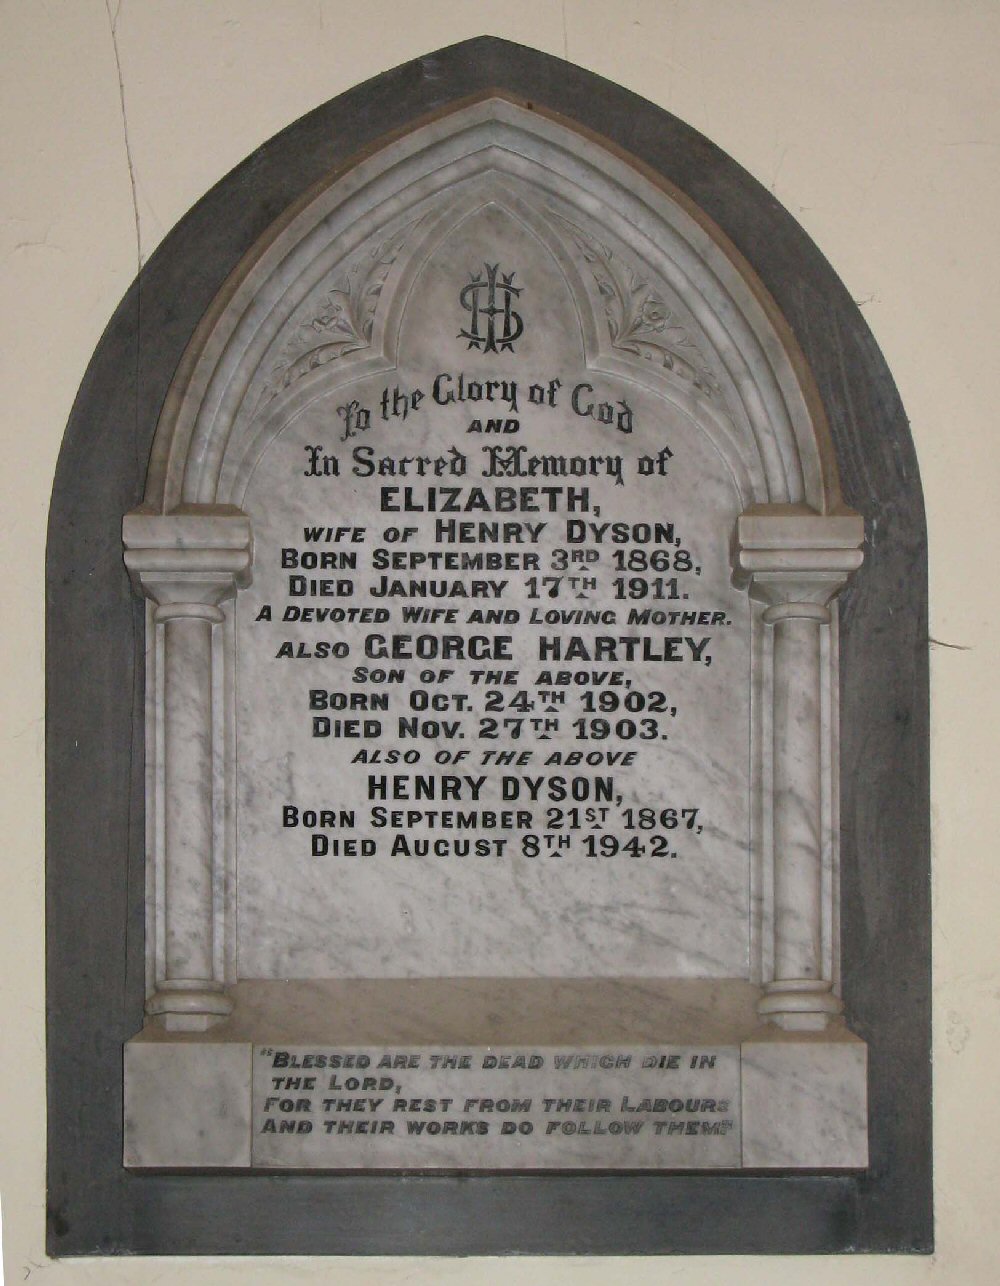 IHS
To the Glory of God
AND
In Sacred Memory of
ELIZABETH,
WIFE OF HENRY DYSON,
BORN SEPTEMBER 3RD 1868,
DIED JANUARY 17TH 1911.
A DEVOTED WIFE AND LOVING MOTHER.
ALSO GEORGE HARTLEY,
SON OF THE ABOVE,
BORN OCT. 24TH 1902,
DIED NOV. 27TH 1903.
ALSO OF THE ABOVE
HENRY DYSON,
BORN SEPTEMBER 21ST 1867,
DIED AUGUST 8TH 1942.
"BLESSED ARE THE DEAD WHICH DIE IN
THE LORD,
FOR THEY REST FROM THEIR LABOURS
AND THEIR WORKS DO FOLLOW THEM"